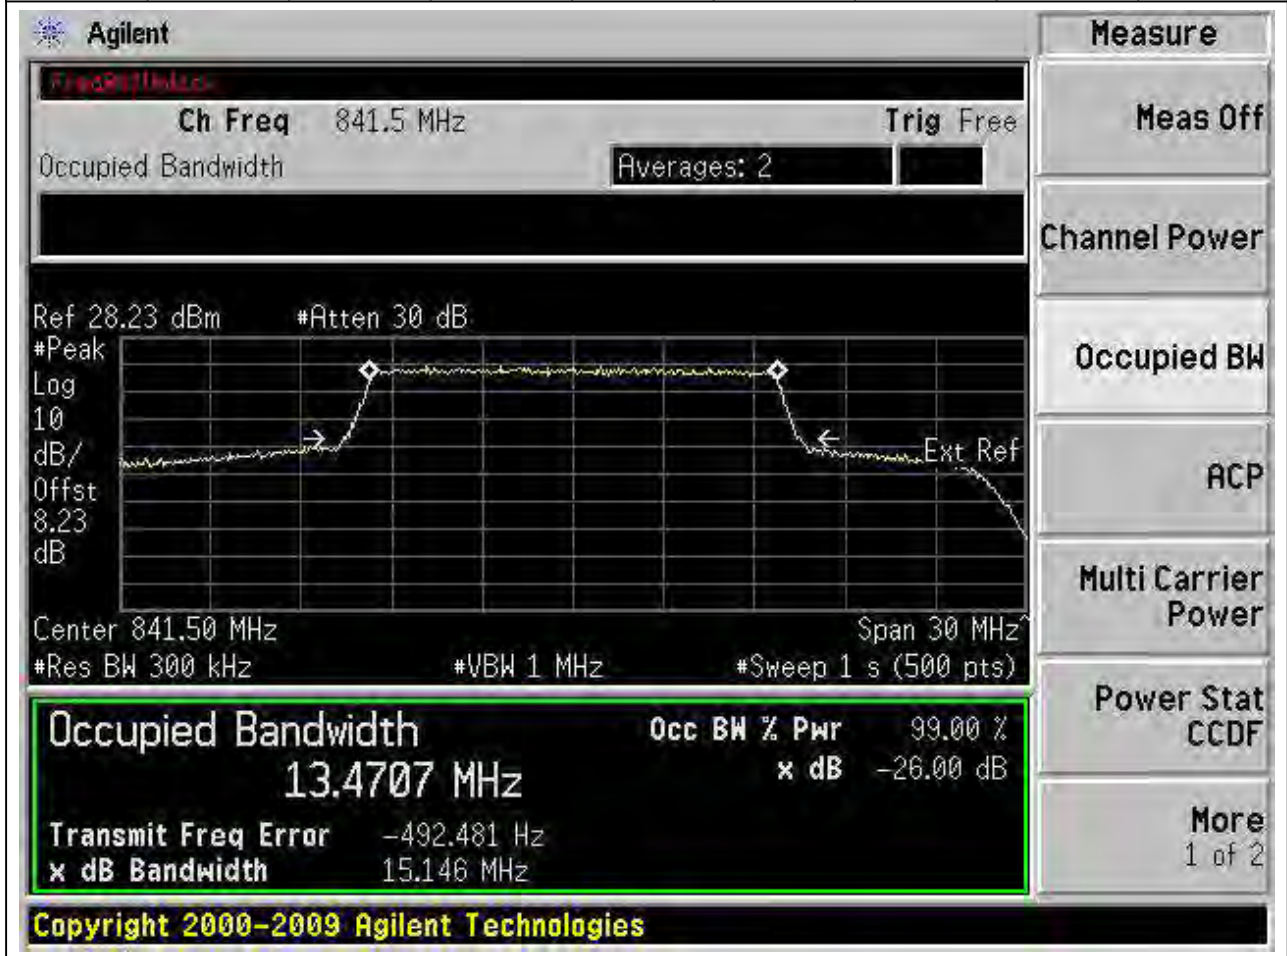 Agilent
Measure
Ch Freq 841.5 MHz Trig Free
Occupied Bandwidth Averages: 2
Meas Off
Channel Power
Occupied BW
ACP
Multi Carrier
Power
Power Stat
CCDF
More
1 of 2
Ref 28.23 dBm #Atten 30 dB
#Peak
Log
10
dB/
Offst
8.23
dB
Ext Ref
Center 841.50 MHz Span 30 MHz^
#Res BW 300 kHz #VBW 1 MHz #Sweep 1 s (500 pts)
Occupied Bandwidth Occ BW % Pwr 99.00 %
13.4707 MHz x dB -26.00 dB
Transmit Freq Error -492.481 Hz
x dB Bandwidth 15.146 MHz
Copyright 2000-2009 Agilent Technologies